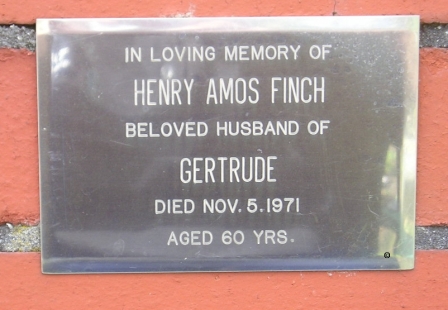 IN LOVING MEMORY OF
HENRY AMOS FINCH
BELOVED HUSBAND OF
GERTRUDE
DIED NOV. 5. 1971
AGED 60 YRS.
©